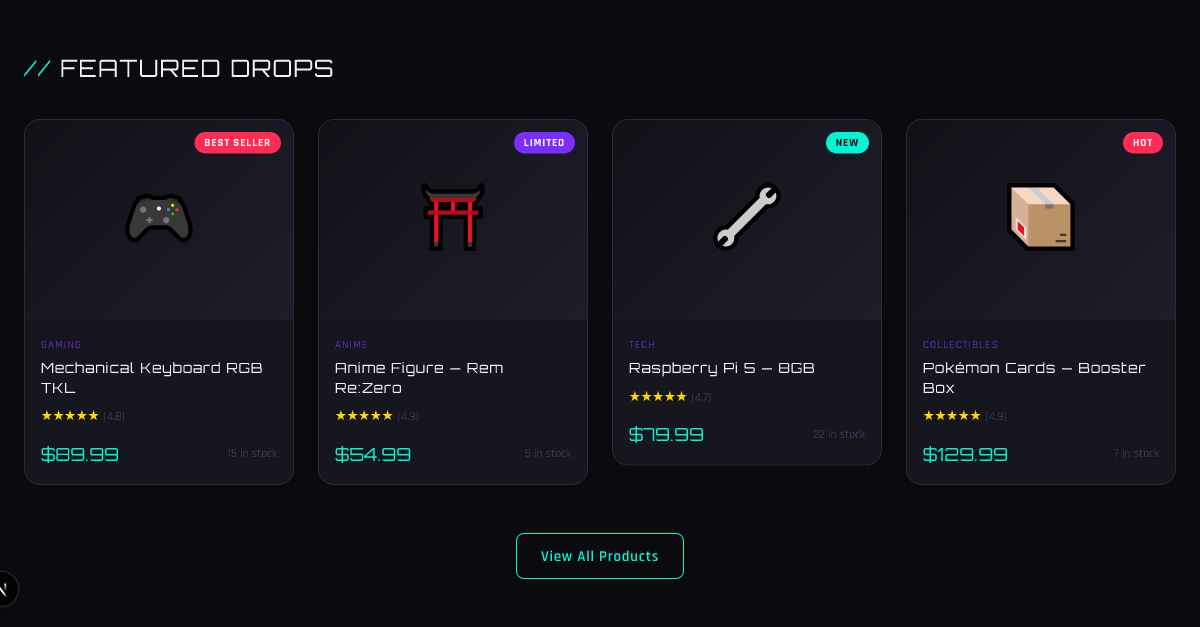 // FEATURED DROPS
BEST SELLER
GAMING
Mechanical Keyboard RGB
TKL
★★★★★ (4.8)
$89.99
15 in stock
LIMITED
ANIME
Anime Figure – Rem
Re:Zero
★★★★★ (4.9)
$54.99
5 in stock
NEW
TECH
Raspberry Pi 5 – 8GB
★★★★★ (4.7)
$79.99
22 in stock
HOT
COLLECTIBLES
Pokémon Cards – Booster
Box
★★★★★ (4.9)
$129.99
7 in stock
View All Products